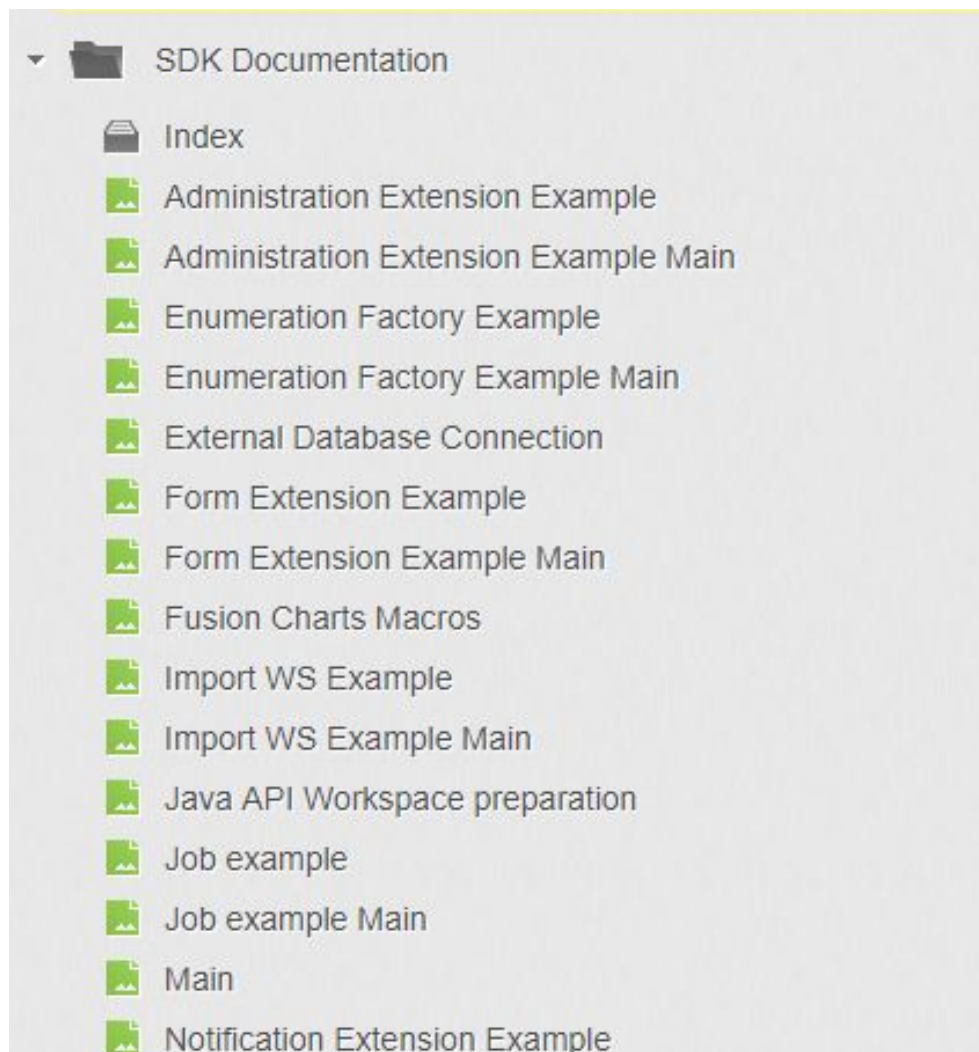 SDK Documentation
Index
Administration Extension Example
Administration Extension Example Main
Enumeration Factory Example
Enumeration Factory Example Main
External Database Connection
Form Extension Example
Form Extension Example Main
Fusion Charts Macros
Import WS Example
Import WS Example Main
Java API Workspace preparation
Job example
Job example Main
Main
Notification Extension Example